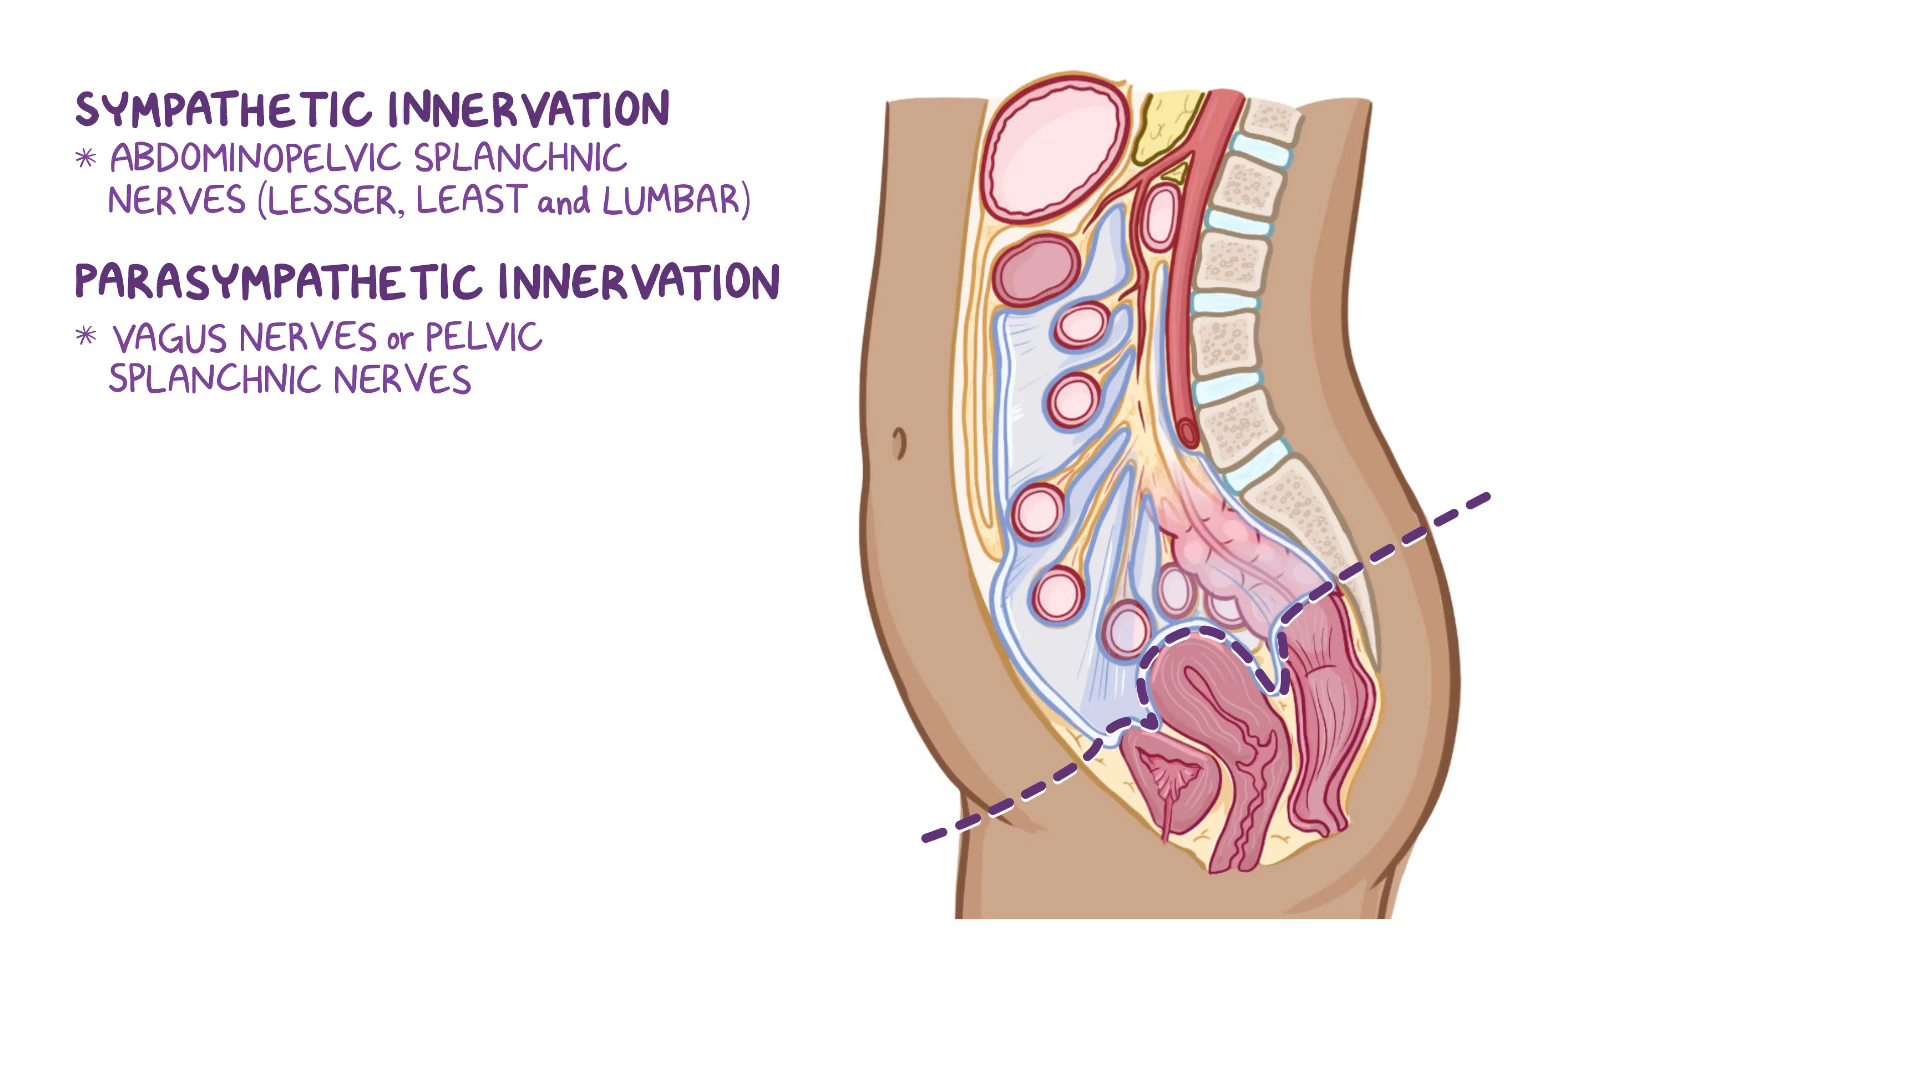 SYMPATHETIC INNERVATION
* ABDOMINOPELVIC SPLANCHNIC
NERVES (LESSER, LEAST and LUMBAR)
PARASYMPATHETIC INNERVATION
* VAGUS NERVES or PELVIC
SPLANCHNIC NERVES